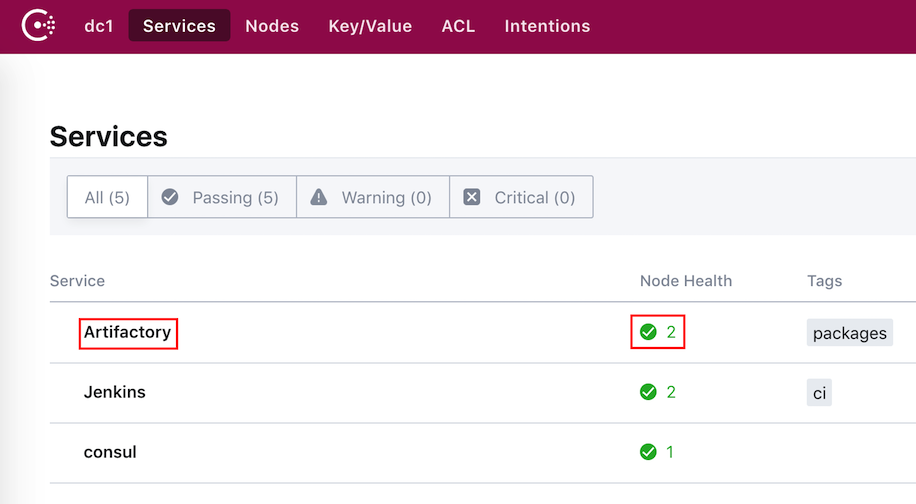 dc1 Services Nodes Key/Value ACL Intentions
Services
All (5) Passing (5) Warning (0) Critical (0)
Service Node Health Tags
Artifactory 2 packages
Jenkins 2 ci
consul 1